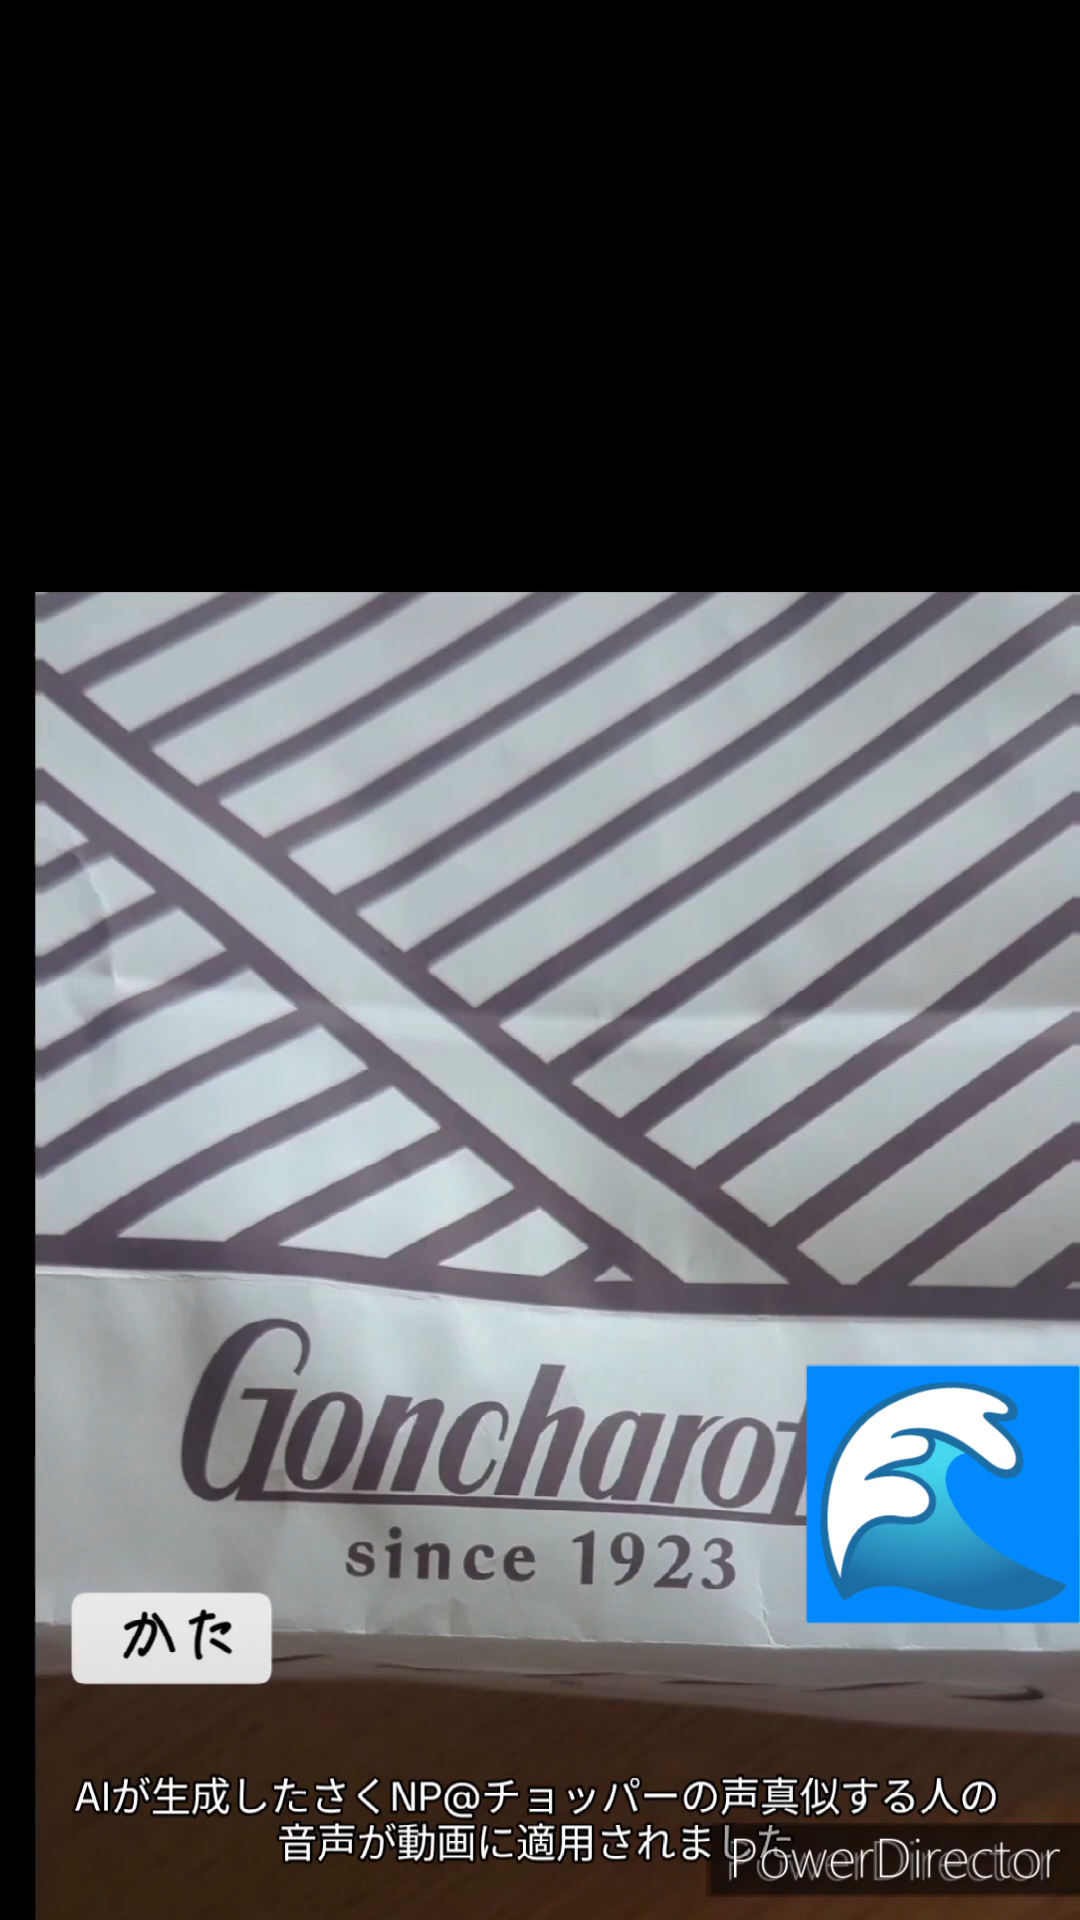 Goncharof
since 1923
かた
AIが生成したさくNP@チョッパーの声真似する人の
音声が動画に適用されました
PowerDirector